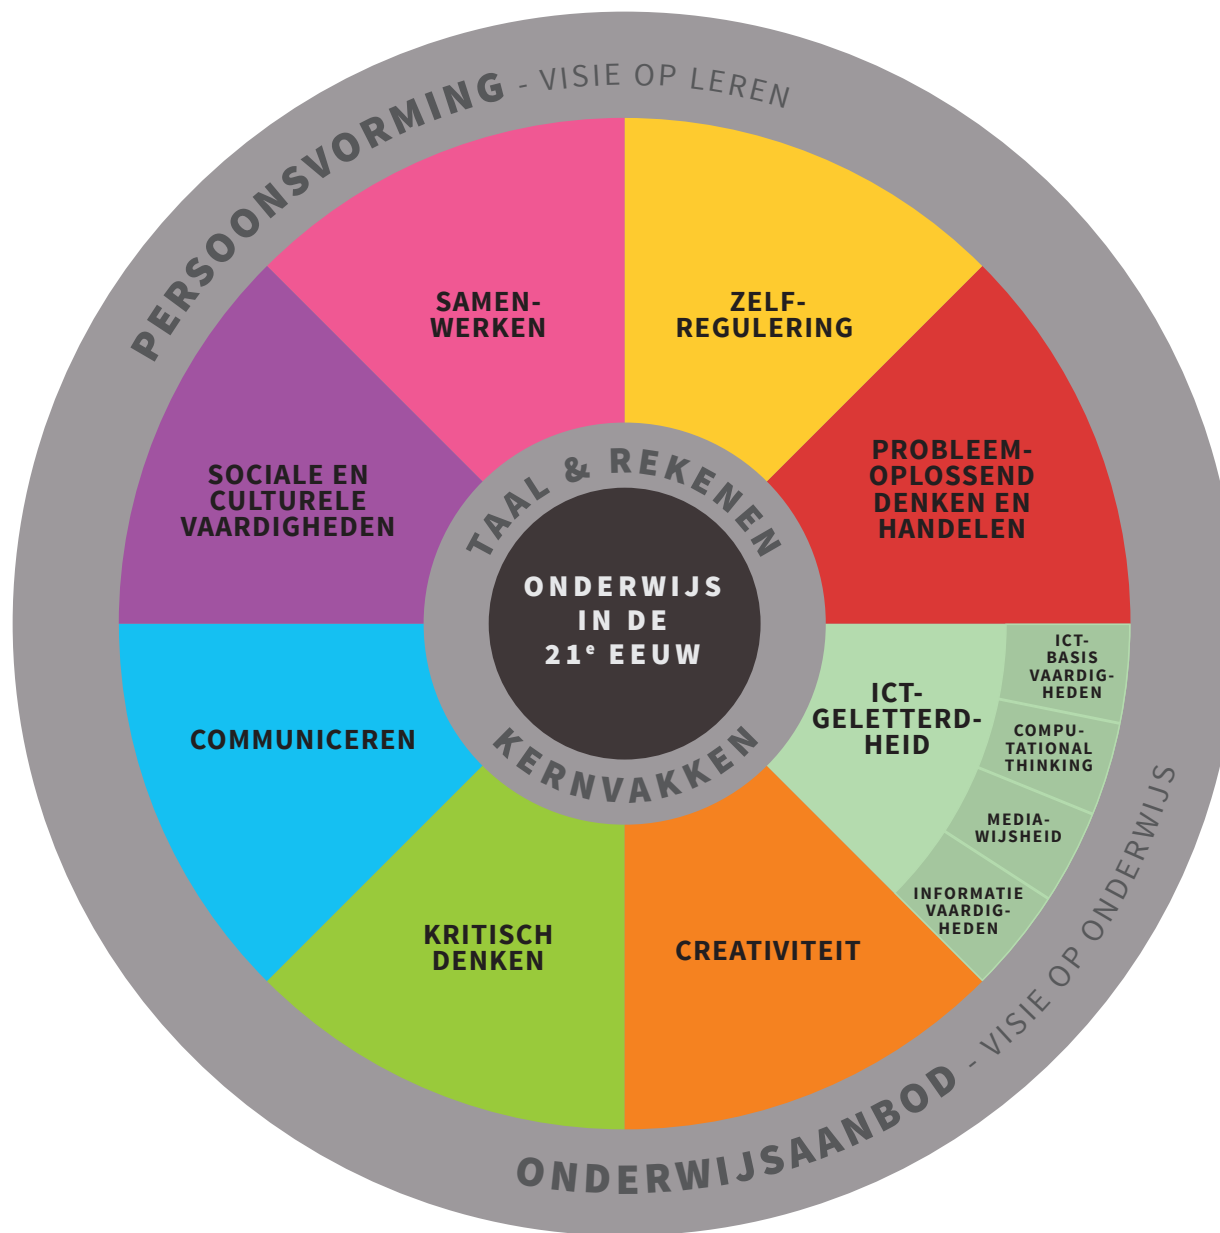 PERSOONSVORMING - VISIE OP LEREN
SAMEN-
WERKEN
ZELF-
REGULERING
PROBLEEM-
OPLOSSEND
DENKEN EN
HANDELEN
SOCIALE EN
CULTURELE
VAARDIGHEDEN
TAAL & REKENEN
ONDERWIJS
IN DE
21e EEUW
KERNVAKKEN
ICT-
GELETTERD-
HEID
ICT-
BASIS
VAARDIG-
HEDEN
COMPU-
TATIONAL
THINKING
MEDIA-
WIJSHEID
INFORMATIE
VAARDIG-
HEDEN
COMMUNICEREN
KRITISCH
DENKEN
CREATIVITEIT
ONDERWIJSAANBOD - VISIE OP ONDERWIJS